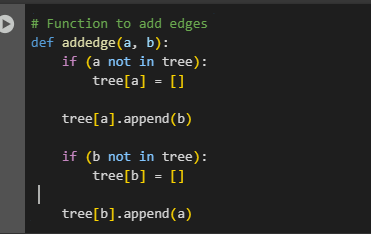 # Function to add edges
def addedge(a, b):
    if (a not in tree):
        tree[a] = []
    tree[a].append(b)
    if (b not in tree):
        tree[b] = []
    tree[b].append(a)